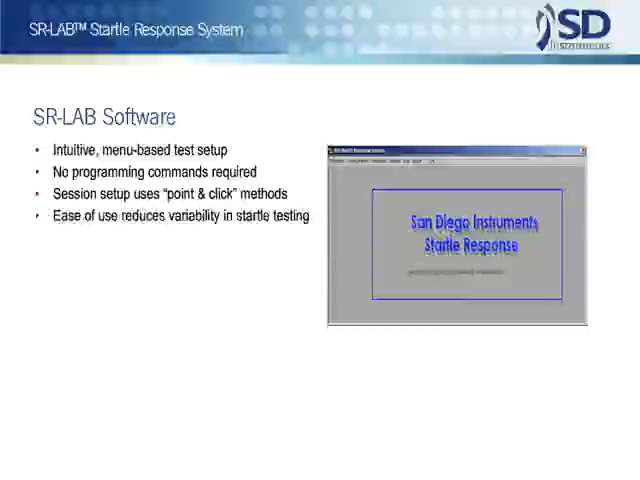 SR-LAB™ Startle Response System
SD
Instruments
SR-LAB Software
• Intuitive, menu-based test setup
• No programming commands required
• Session setup uses “point & click” methods
• Ease of use reduces variability in startle testing
San Diego Instruments
Startle Response